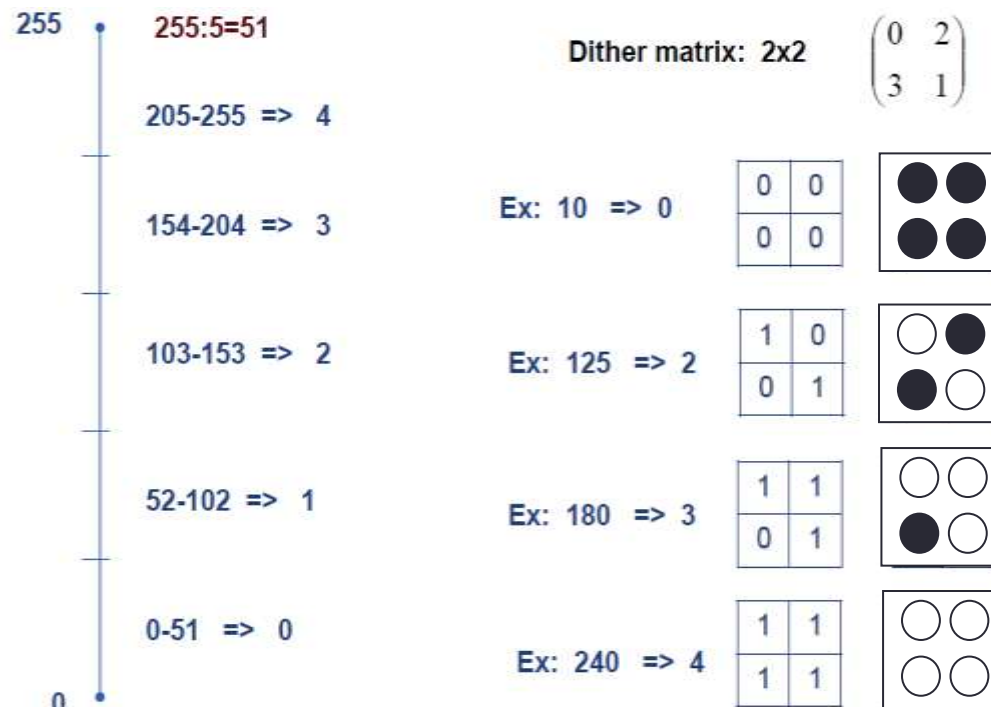 255
255:5=51
Dither matrix: 2x2
0 2
3 1
205-255 => 4
154-204 => 3
103-153 => 2
52-102 => 1
0-51 => 0
0
Ex: 10 => 0
0 0
0 0
Ex: 125 => 2
1 0
0 1
Ex: 180 => 3
1 1
0 1
Ex: 240 => 4
1 1
1 1